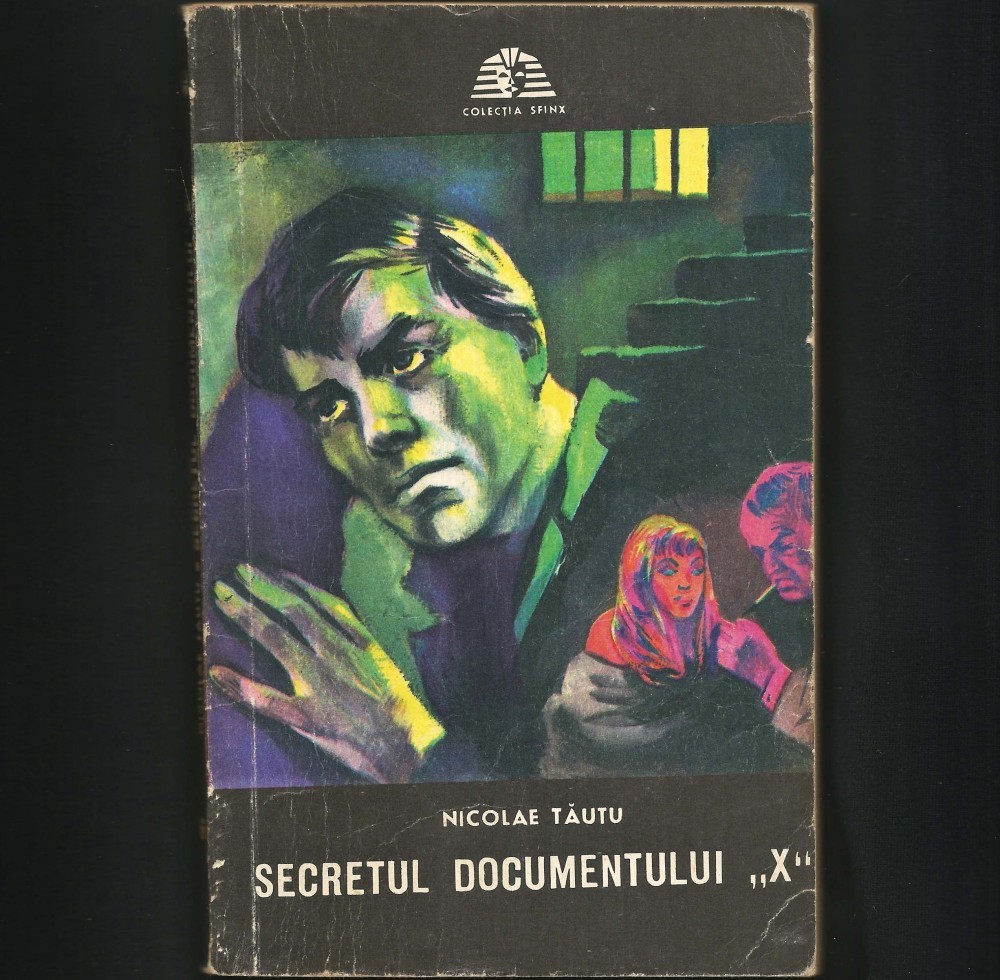 COLECȚIA SFINX
NICOLAE TĂUTU
SECRETUL DOCUMENTULUI „X“